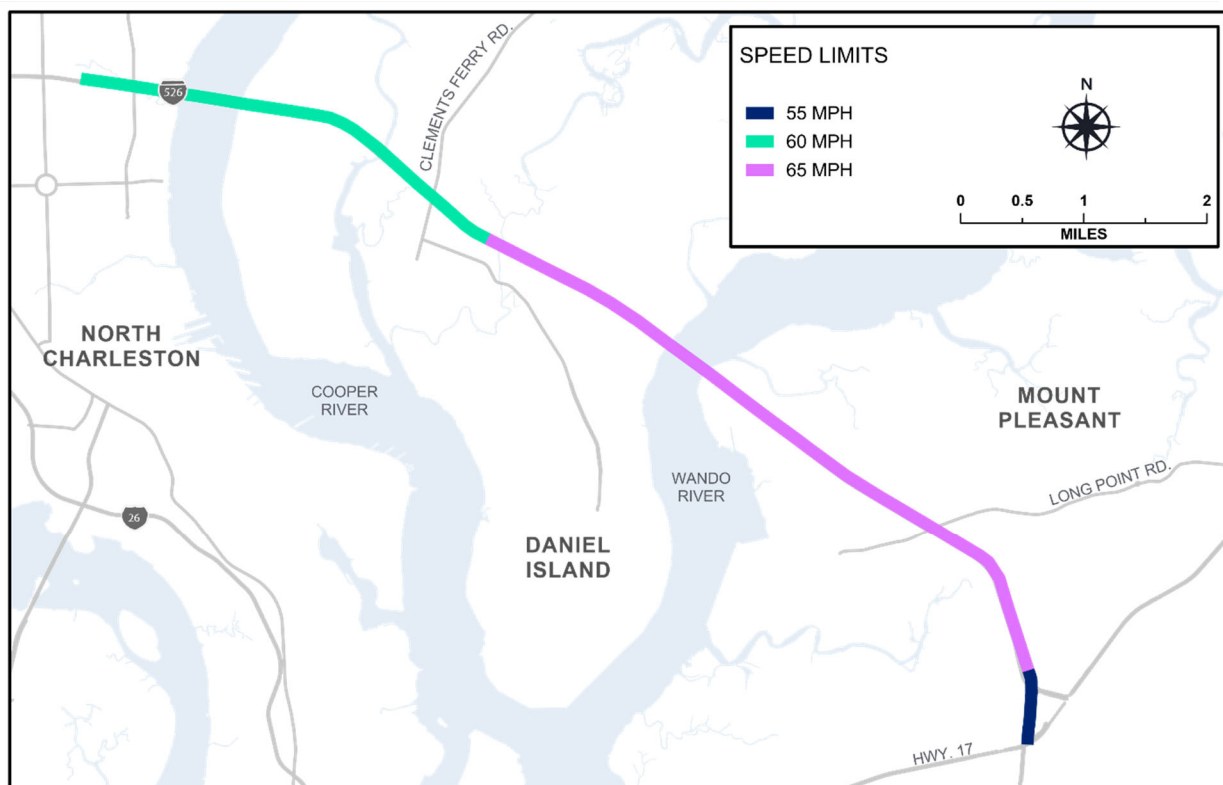 SPEED LIMITS
55 MPH
60 MPH
65 MPH
N
0 0.5 1 2
MILES
526
CLEMENTS FERRY RD.
NORTH
CHARLESTON
COOPER
RIVER
MOUNT
PLEASANT
WANDO
RIVER
LONG POINT RD.
26
DANIEL
ISLAND
HWY. 17